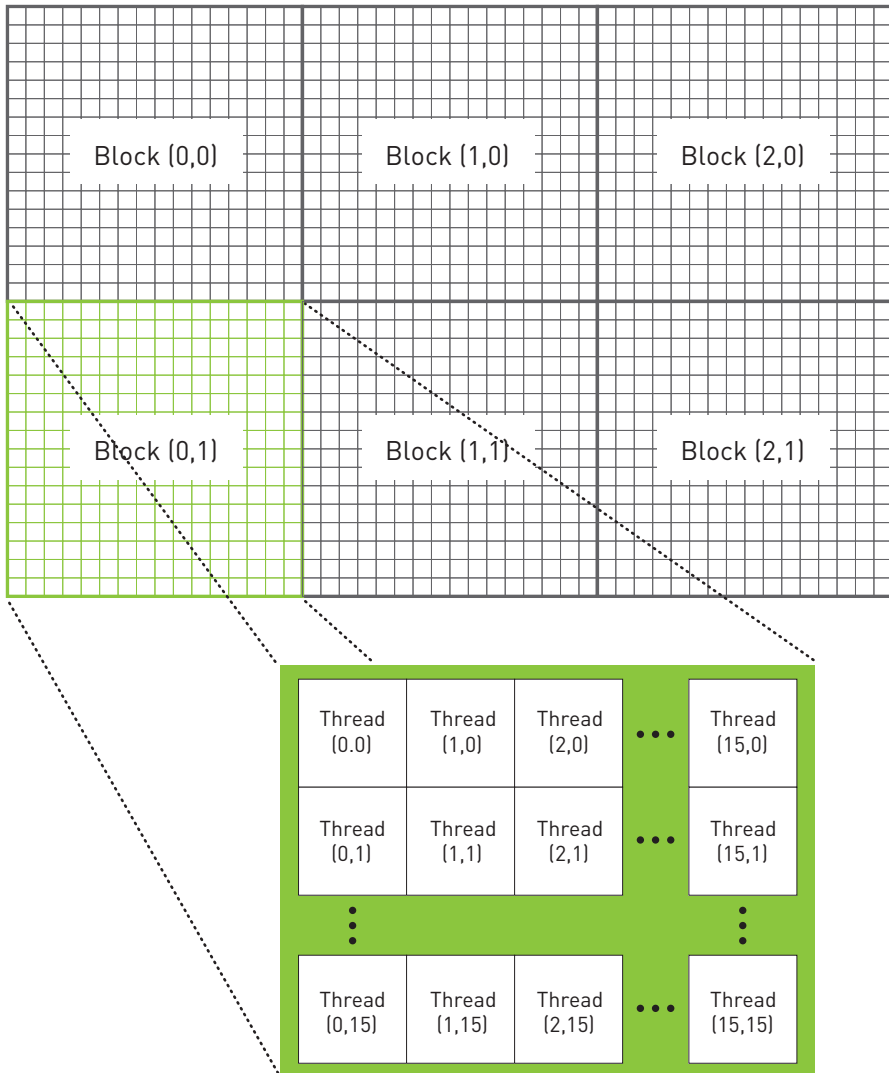 Block (0,0) Block (1,0) Block (2,0)
Block (0,1) Block (1,1) Block (2,1)
Thread Thread Thread Thread
(0.0) (1,0) (2,0) (15,0)
Thread Thread Thread Thread
(0,1) (1,1) (2,1) (15,1)
Thread Thread Thread Thread
(0,15) (1,15) (2,15) (15,15)